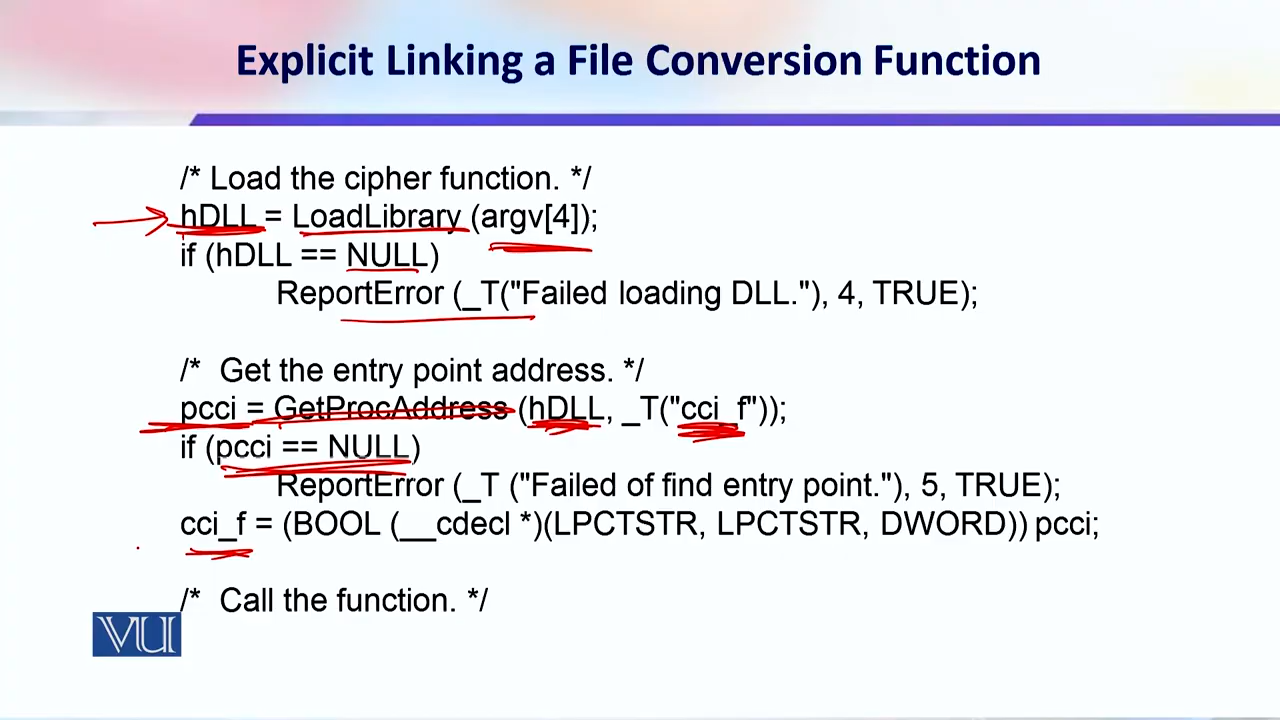 Explicit Linking a File Conversion Function
/* Load the cipher function. */
hDLL = LoadLibrary (argv[4]);
if (hDLL == NULL)
ReportError (_T("Failed loading DLL."), 4, TRUE);
/* Get the entry point address. */
pcci = GetProcAddress (hDLL, _T("cci_f"));
if (pcci == NULL)
ReportError (_T ("Failed of find entry point."), 5, TRUE);
cci_f = (BOOL (__cdecl *)(LPCTSTR, LPCTSTR, DWORD)) pcci;
/* Call the function. */
VU